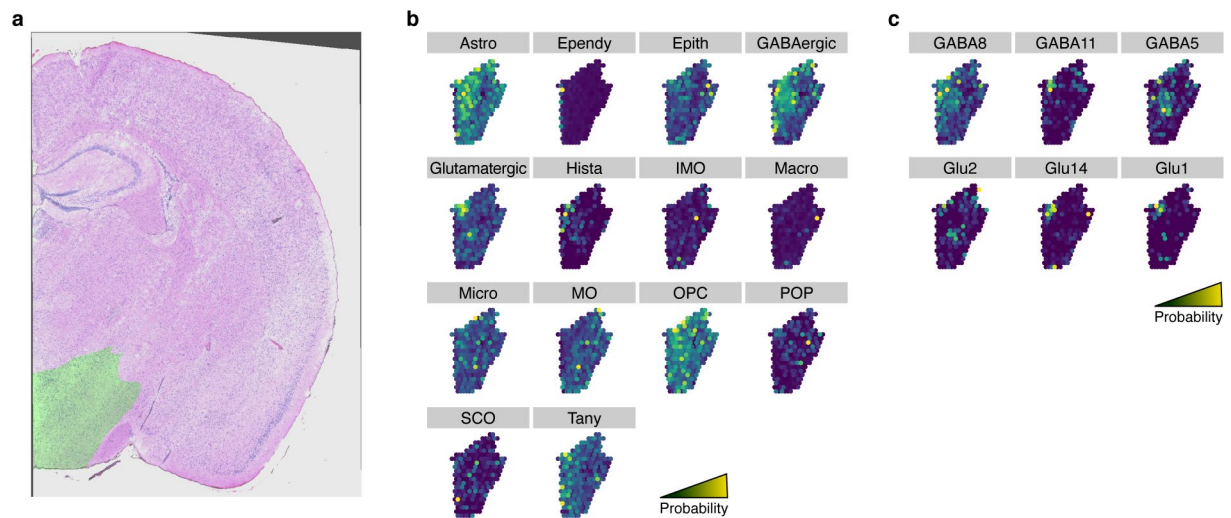 a
b
c
Astro Ependy Epith GABAergic
GABA8 GABA11 GABA5
Glutamatergic Hista IMO Macro
Glu2 Glu14 Glu1
Micro MO OPC POP
Probability
SCO Tany
Probability